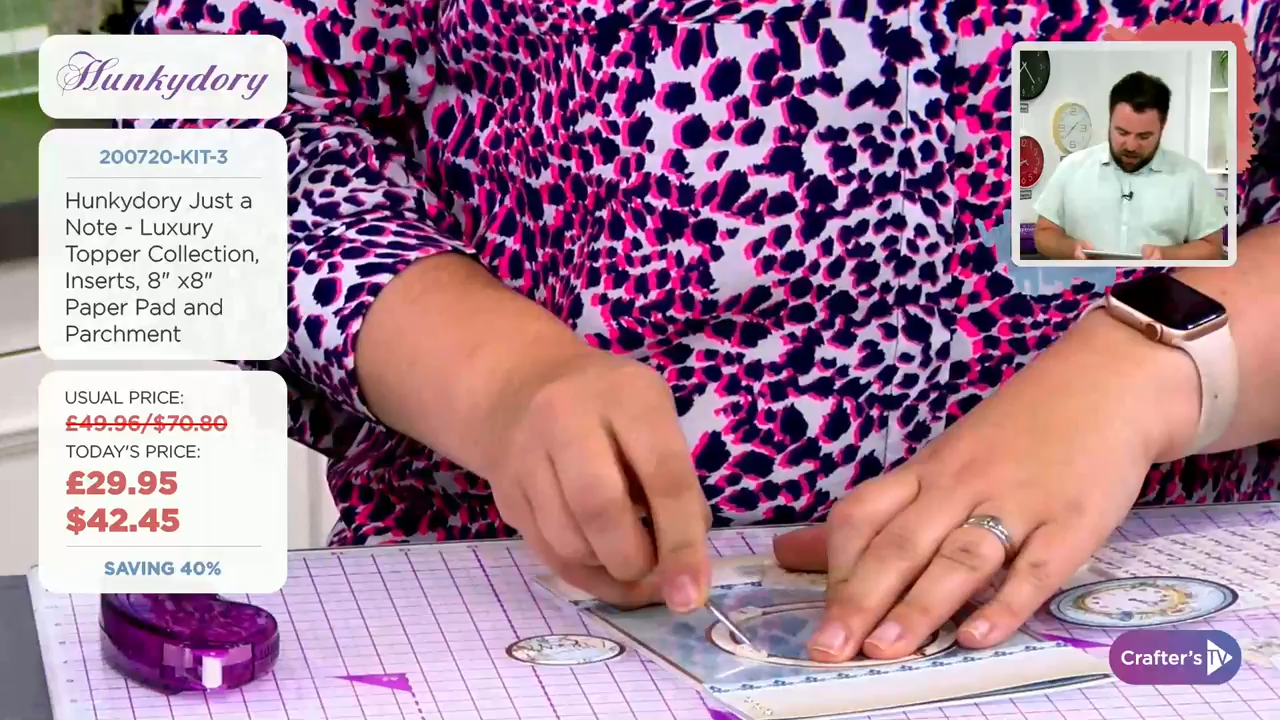 Hunkydory
200720-KIT-3
Hunkydory Just a
Note - Luxury
Topper Collection,
Inserts, 8" x8"
Paper Pad and
Parchment
USUAL PRICE:
£49.96/$70.80
TODAY'S PRICE:
£29.95
$42.45
SAVING 40%
Crafter's TV